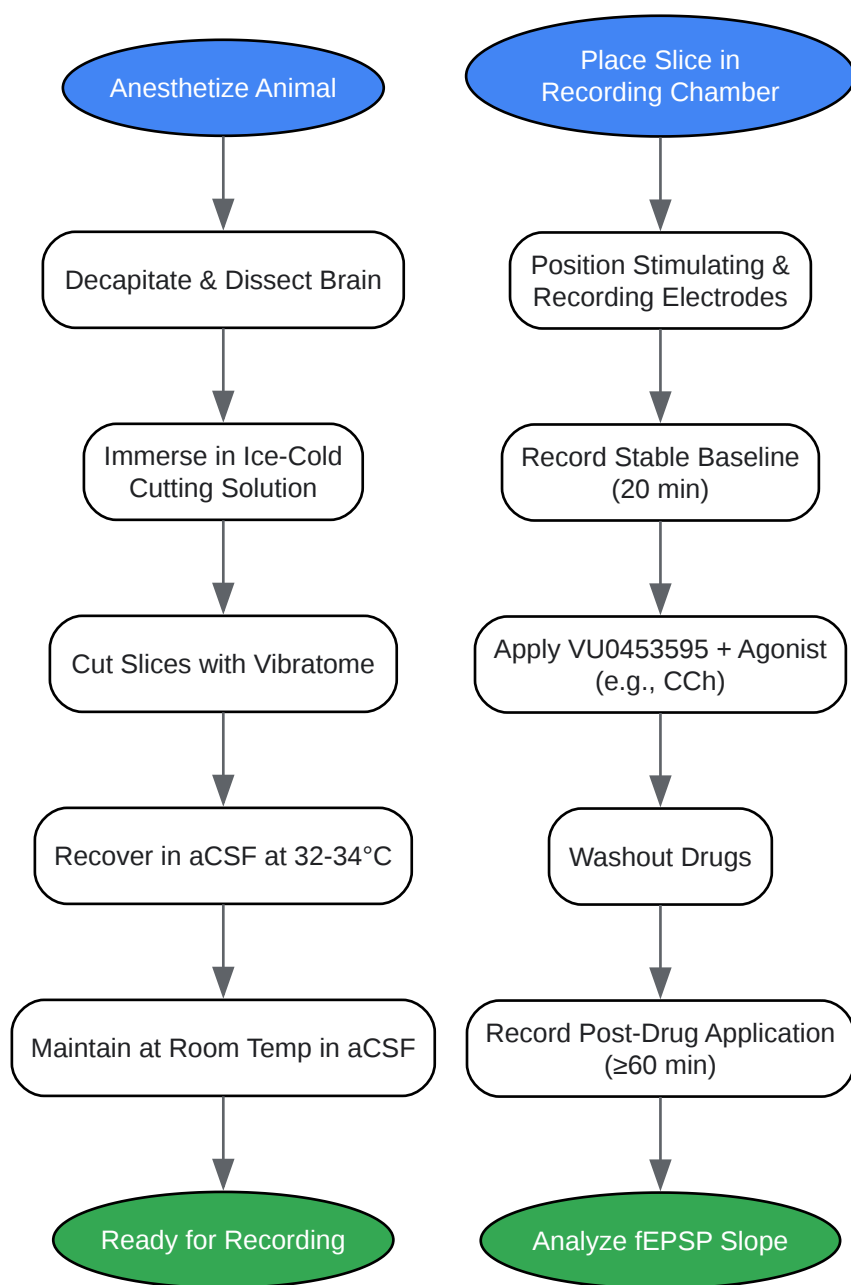 Anesthetize Animal
Decapitate & Dissect Brain
Immerse in Ice-Cold
Cutting Solution
Cut Slices with Vibratome
Recover in aCSF at 32-34°C
Maintain at Room Temp in aCSF
Ready for Recording
Place Slice in
Recording Chamber
Position Stimulating &
Recording Electrodes
Record Stable Baseline
(20 min)
Apply VU0453595 + Agonist
(e.g., CCh)
Washout Drugs
Record Post-Drug Application
(≥60 min)
Analyze fEPSP Slope